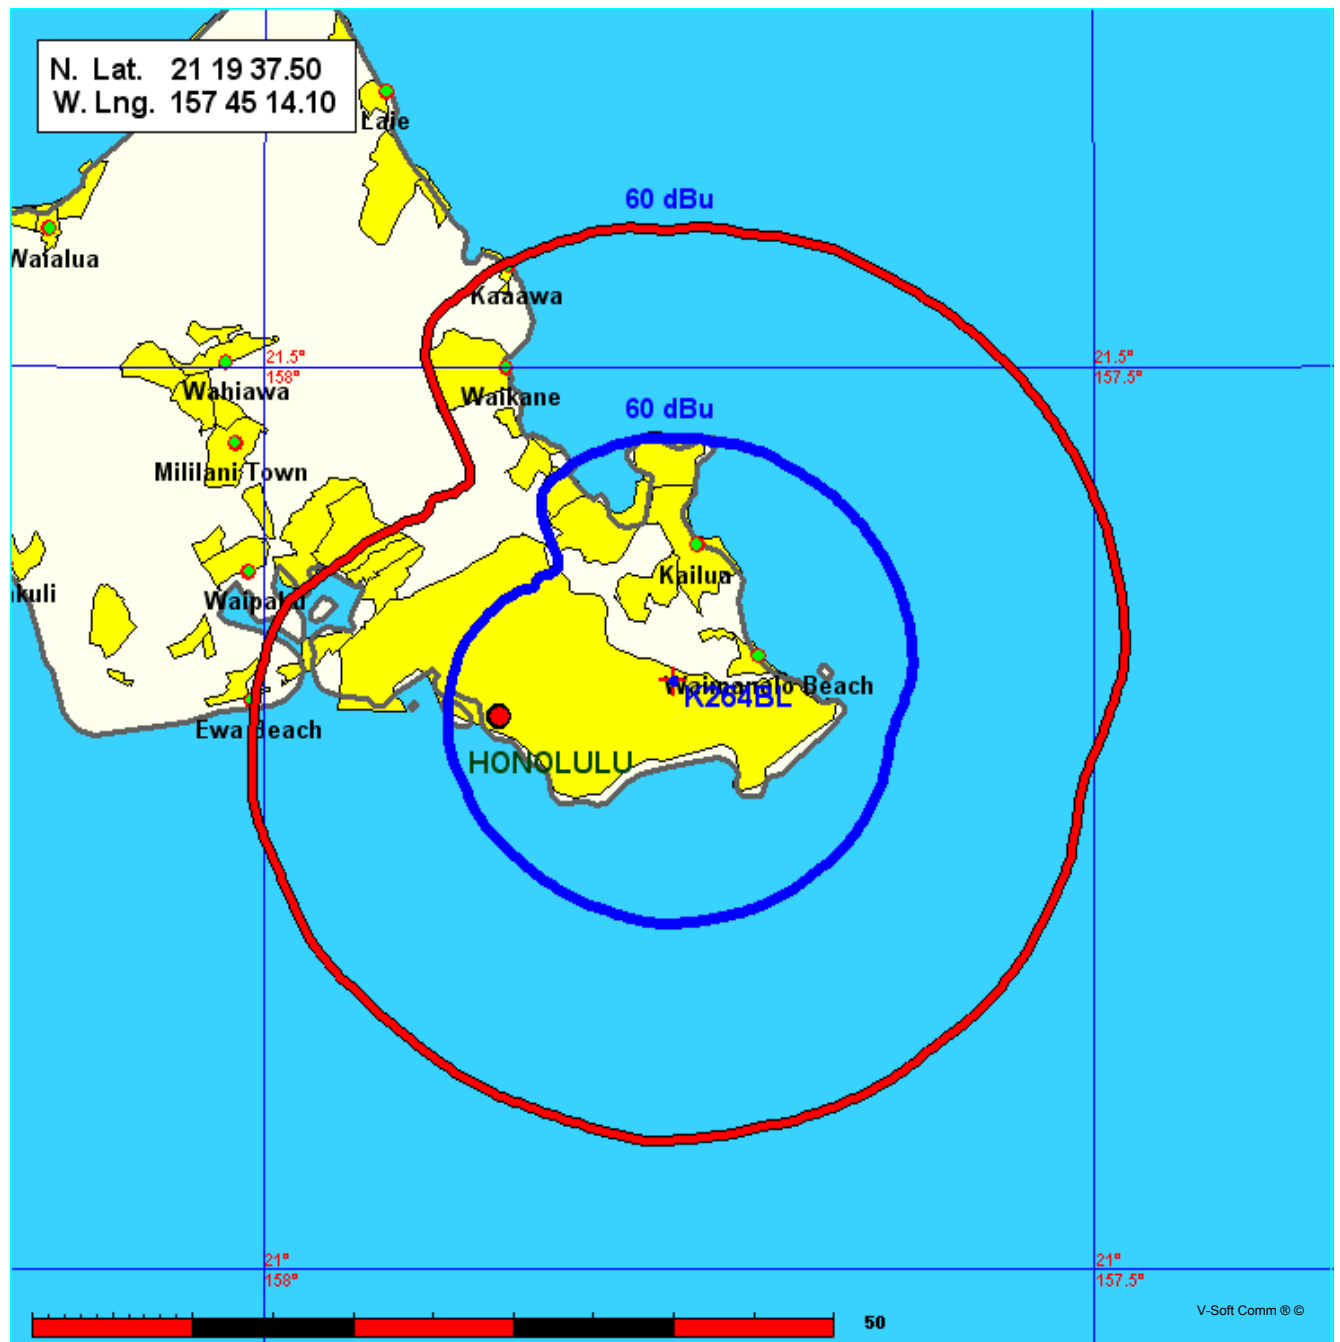 N. Lat. 21 19 37.50
W. Lng. 157 45 14.10
Laie
60 dBu
Waialua
Kaaawa
21.5°
158°
21.5°
157.5°
Wahiawa
Waikane
60 dBu
Mililani Town
Kailua
kuli
Waipahu
Waimanalo Beach
K264BL
Ewa Beach
HONOLULU
21°
158°
21°
157.5°
50
V-Soft Comm ® ©